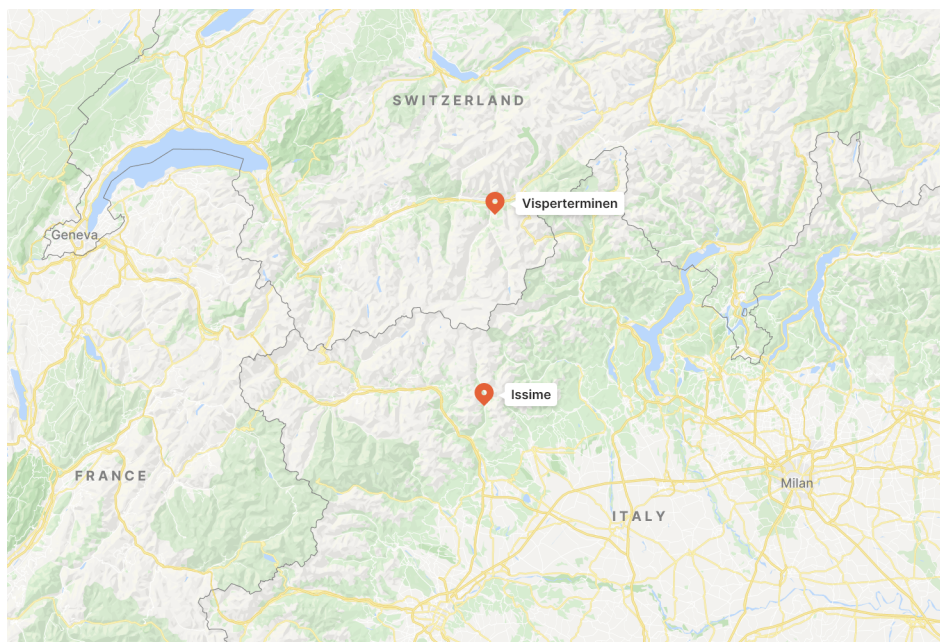 SWITZERLAND
Visperterminen
Geneva
Issime
FRANCE
Milan
ITALY